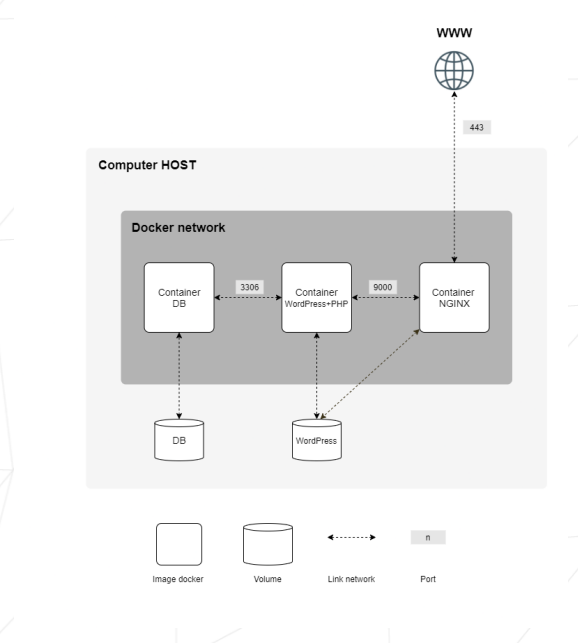 WWW
443
Computer HOST
Docker network
Container
DB
3306
Container
WordPress+PHP
9000
Container
NGINX
DB
WordPress
n
Image docker
Volume
Link network
Port